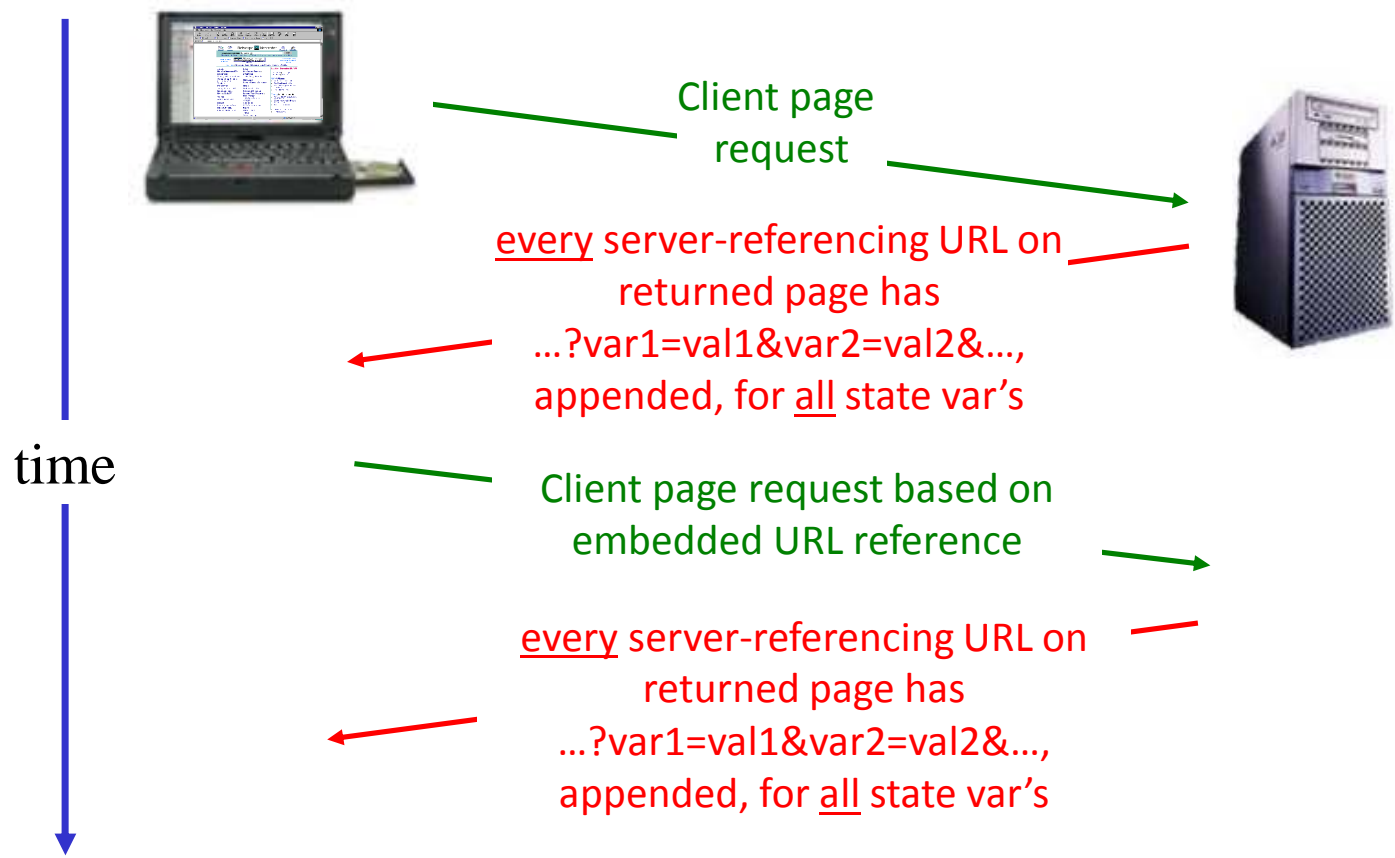 Client page
request
every server-referencing URL on
returned page has
…?var1=val1&var2=val2&…,
appended, for all state var’s
time
Client page request based on
embedded URL reference
every server-referencing URL on
returned page has
…?var1=val1&var2=val2&…,
appended, for all state var’s